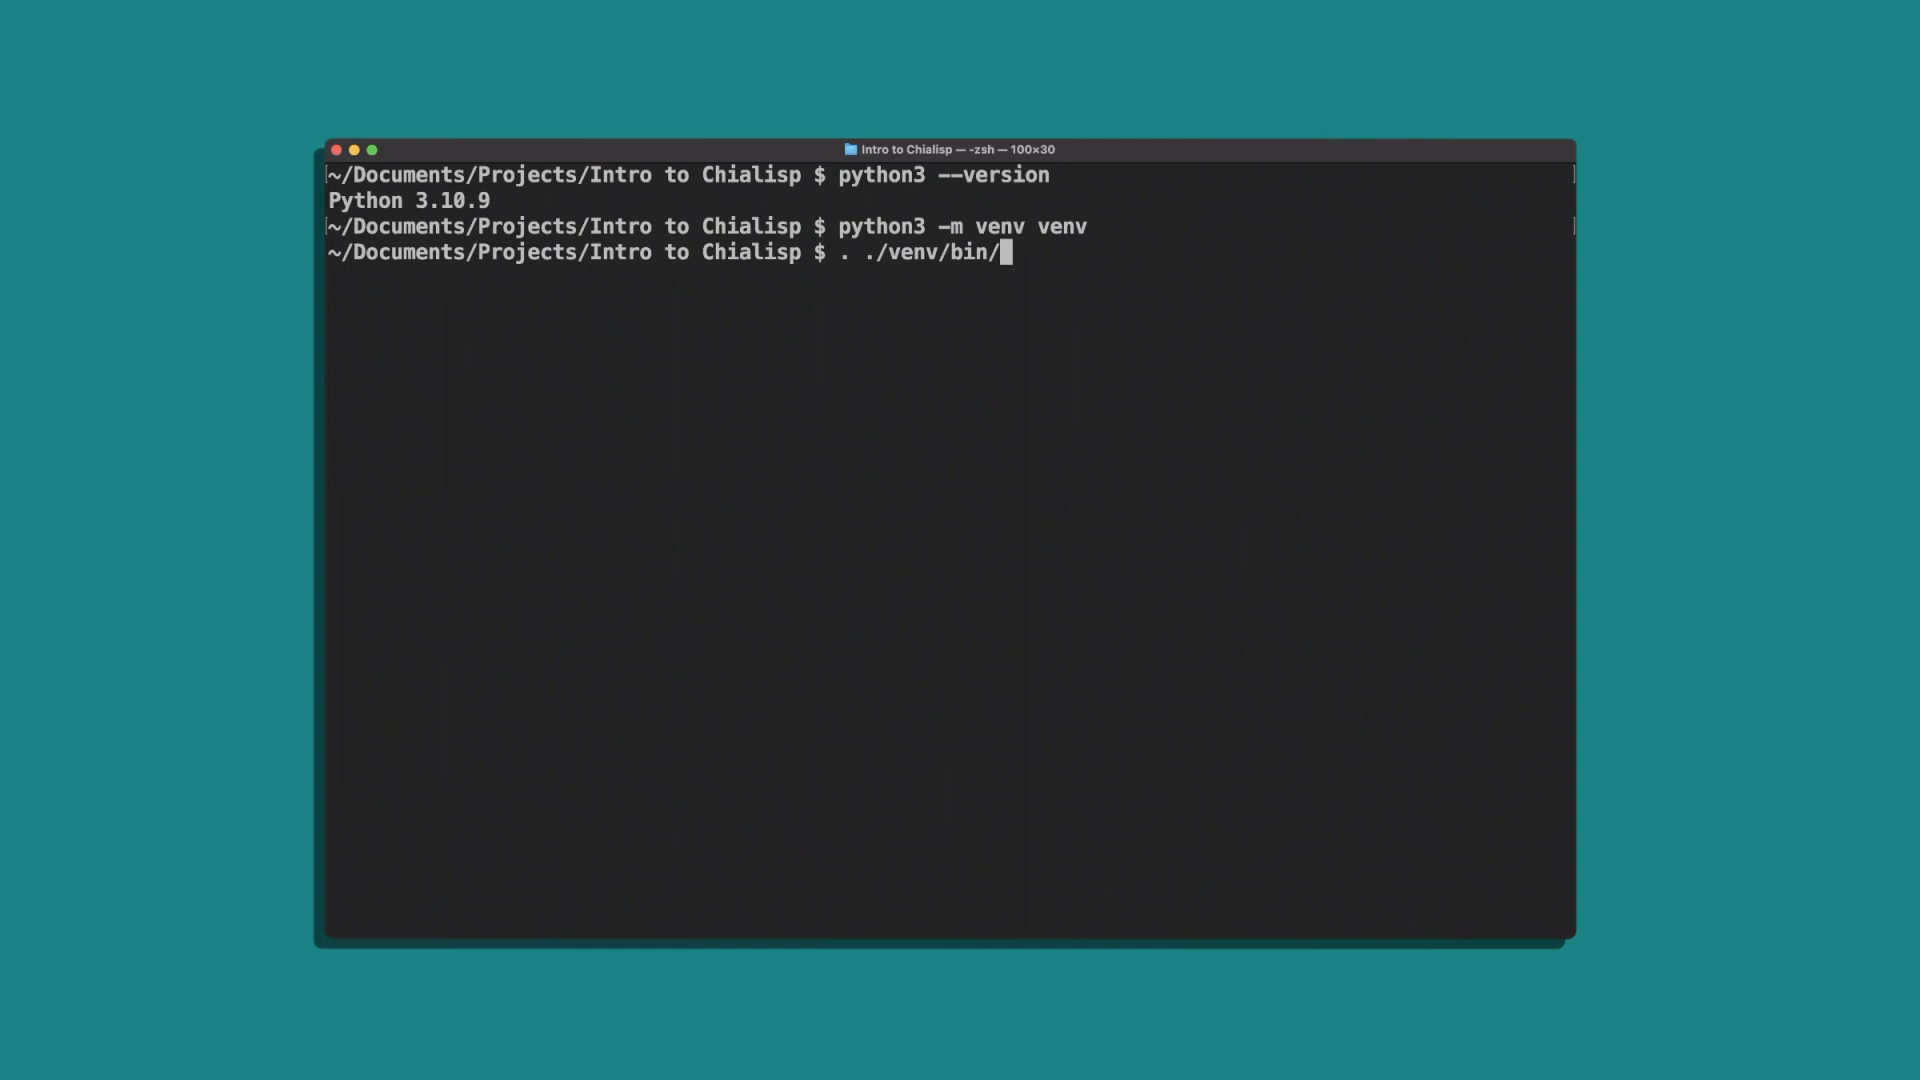 Intro to Chialisp — -zsh — 100×30
~/Documents/Projects/Intro to Chialisp $ python3 --version
Python 3.10.9
~/Documents/Projects/Intro to Chialisp $ python3 -m venv venv
~/Documents/Projects/Intro to Chialisp $ . ./venv/bin/